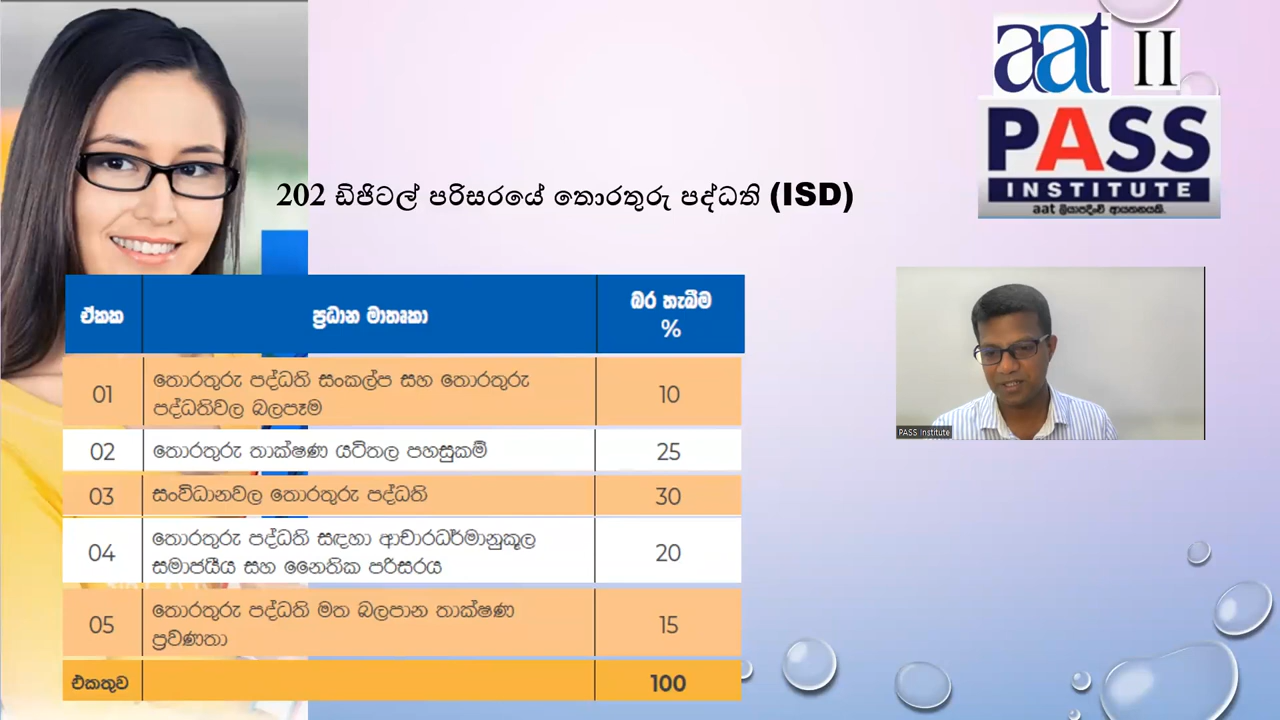 aat II
PASS
INSTITUTE
aat ලියාපදිංචි ආයතනයකි.
202 ඩිජිටල් පරිසරයේ තොරතුරු පද්ධති (ISD)
PASS Institute
ඒකක ප්‍රධාන මාතෘකා බර තැබීම %
01 තොරතුරු පද්ධති සංකල්ප සහ තොරතුරු
පද්ධතිවල බලපෑම 10
02 තොරතුරු තාක්ෂණ යටිතල පහසුකම් 25
03 සංවිධානවල තොරතුරු පද්ධති 30
04 තොරතුරු පද්ධති සඳහා ආචාරධර්මානුකූල
සමාජයීය සහ නෛතික පරිසරය 20
05 තොරතුරු පද්ධති මත බලපාන තාක්ෂණ
ප්‍රවණතා 15
එකතුව 100